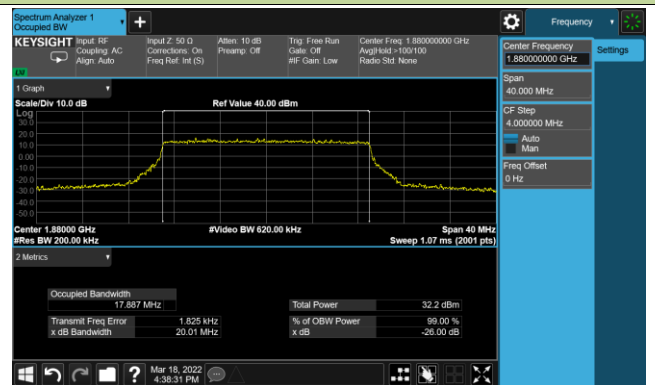 Spectrum Analyzer 1
Occupied BW
Frequency
KEYSIGHT
Input: RF
Coupling: AC
Align: Auto
Input Z: 50 Ω
Corrections: On
Freq Ref: Int (S)
Atten: 10 dB
Preamp: Off
Trig: Free Run
Gate: Off
#IF Gain: Low
Center Freq: 1.880000000 GHz
Avg|Hold:>100/100
Radio Std: None
Center Frequency
1.880000000 GHz
Settings
Span
40.000 MHz
CF Step
4.000000 MHz
Auto
Man
Freq Offset
0 Hz
1 Graph
Scale/Div 10.0 dB
Ref Value 40.00 dBm
Log
30.0
20.0
10.0
0.00
-10.0
-20.0
-30.0
-40.0
-50.0
Center 1.88000 GHz
#Video BW 620.00 kHz
Span 40 MHz
#Res BW 200.00 kHz
Sweep 1.07 ms (2001 pts)
2 Metrics
Occupied Bandwidth
17.887 MHz
Total Power 32.2 dBm
Transmit Freq Error 1.825 kHz
% of OBW Power 99.00 %
x dB Bandwidth 20.01 MHz
x dB -26.00 dB
?
Mar 18, 2022
4:38:31 PM